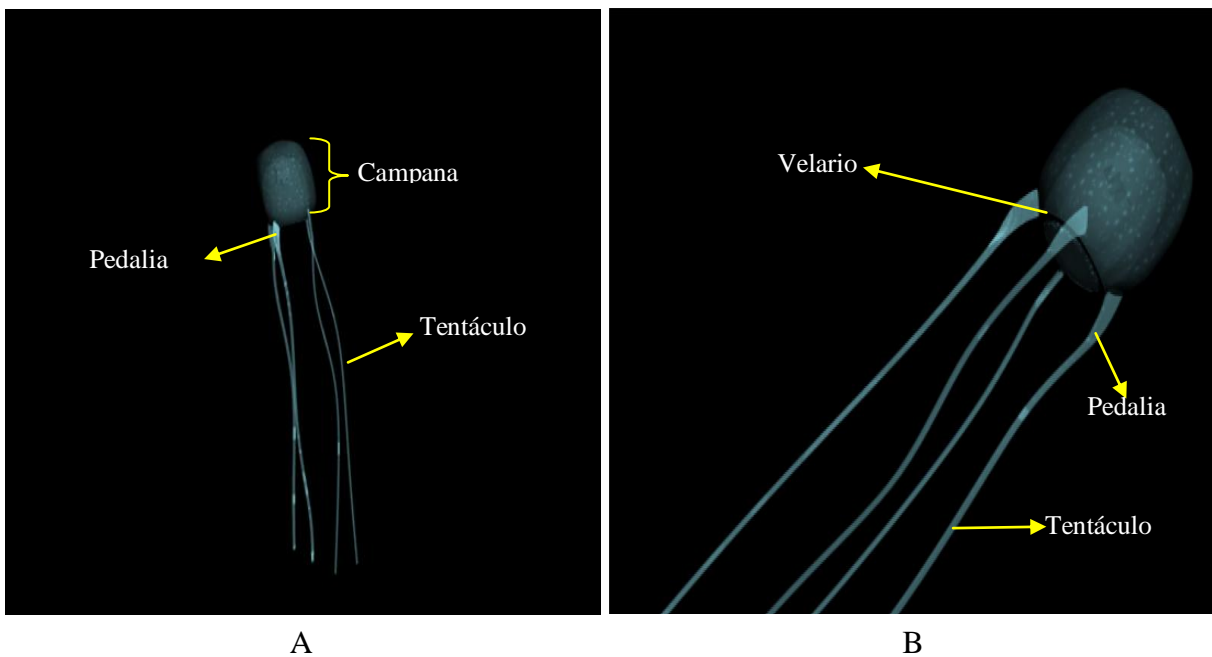 Campana
Pedalia
Tentáculo
A
Velario
Pedalia
Tentáculo
B